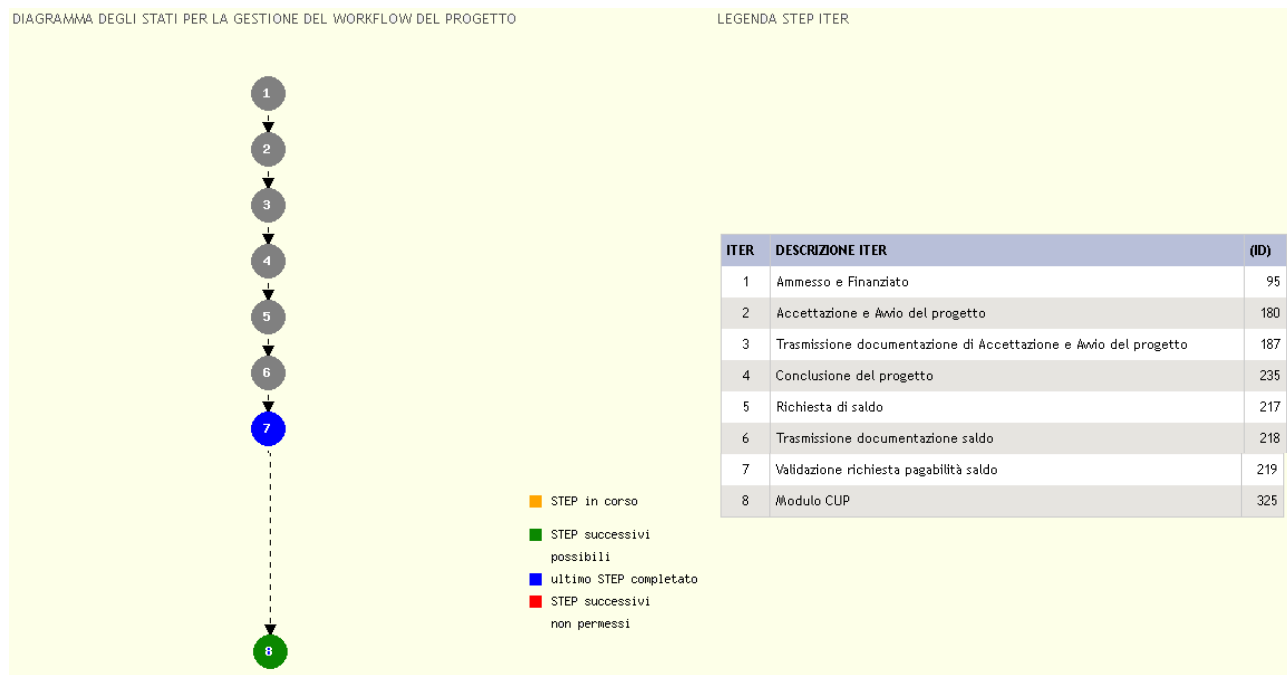 DIAGRAMMA DEGLI STATI PER LA GESTIONE DEL WORKFLOW DEL PROGETTO
1
2
3
4
5
6
7
8
STEP in corso
STEP successivi
possibili
ultimo STEP completato
STEP successivi
non permessi
LEGENDA STEP ITER
ITER DESCRIZIONE ITER (ID)
1 Ammesso e Finanziato 95
2 Accettazione e Avvio del progetto 180
3 Trasmissione documentazione di Accettazione e Avvio del progetto 187
4 Conclusione del progetto 235
5 Richiesta di saldo 217
6 Trasmissione documentazione saldo 218
7 Validazione richiesta pagabilità saldo 219
8 Modulo CUP 325